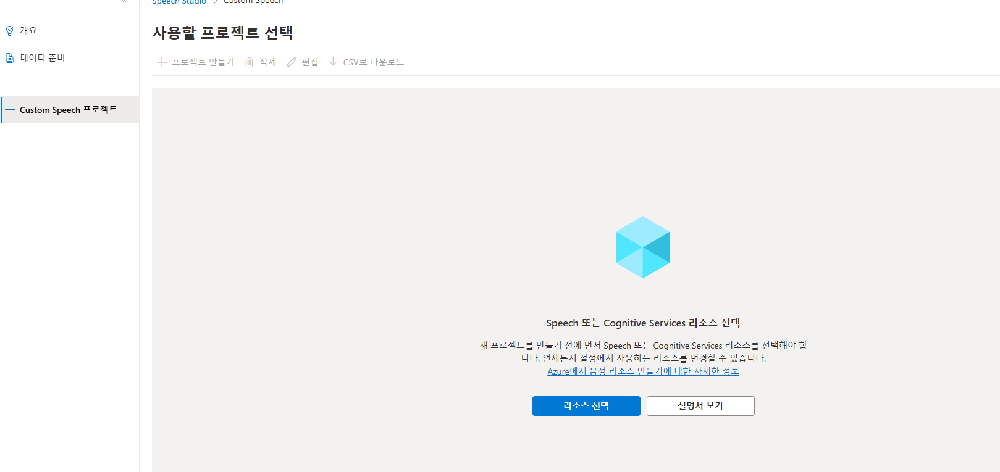 Speech Studio > Custom Speech
개요
데이터 준비
Custom Speech 프로젝트
사용할 프로젝트 선택
프로젝트 만들기 삭제 편집 CSV로 다운로드
Speech 또는 Cognitive Services 리소스 선택
새 프로젝트를 만들기 전에 먼저 Speech 또는 Cognitive Services 리소스를 선택해야 합
니다. 언제든지 설정에서 사용하는 리소스를 변경할 수 있습니다.
Azure에서 음성 리소스 만들기에 대한 자세한 정보
리소스 선택 설명서 보기